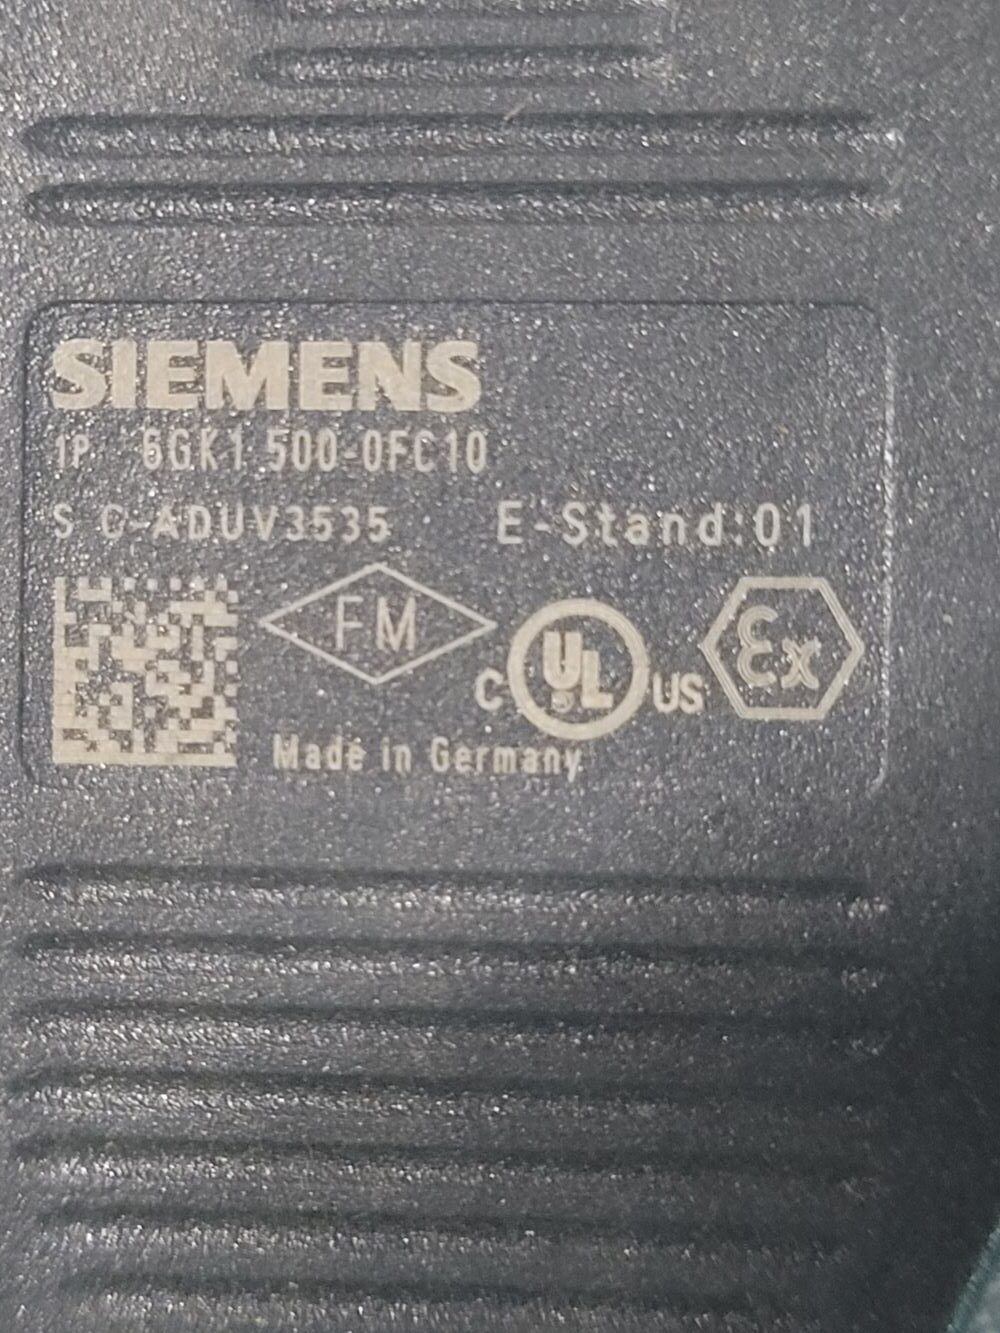 SIEMENS
1P 6GK1 500-0FC10
S C-ADUV3535 E-Stand:01
FM
C UL US
Ex
Made in Germany